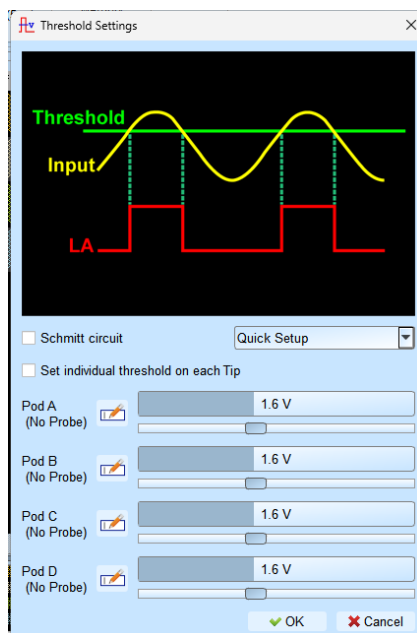 Threshold Settings
Threshold
Input
LA
Schmitt circuit
Quick Setup
Set individual threshold on each Tip
Pod A
(No Probe)
1.6 V
Pod B
(No Probe)
1.6 V
Pod C
(No Probe)
1.6 V
Pod D
(No Probe)
1.6 V
OK
Cancel